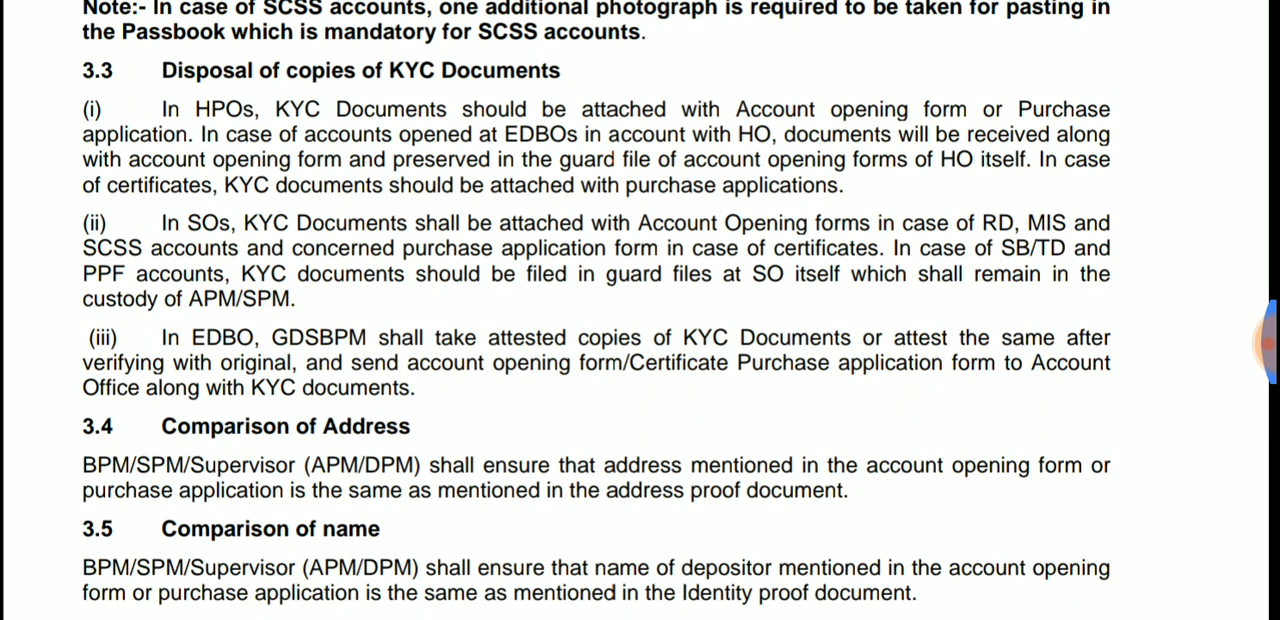 Note:- In case of SCSS accounts, one additional photograph is required to be taken for pasting in
the Passbook which is mandatory for SCSS accounts.
3.3 Disposal of copies of KYC Documents
(i) In HPOs, KYC Documents should be attached with Account opening form or Purchase
application. In case of accounts opened at EDBOs in account with HO, documents will be received along
with account opening form and preserved in the guard file of account opening forms of HO itself. In case
of certificates, KYC documents should be attached with purchase applications.
(ii) In SOs, KYC Documents shall be attached with Account Opening forms in case of RD, MIS and
SCSS accounts and concerned purchase application form in case of certificates. In case of SB/TD and
PPF accounts, KYC documents should be filed in guard files at SO itself which shall remain in the
custody of APM/SPM.
(iii) In EDBO, GDSBPM shall take attested copies of KYC Documents or attest the same after
verifying with original, and send account opening form/Certificate Purchase application form to Account
Office along with KYC documents.
3.4 Comparison of Address
BPM/SPM/Supervisor (APM/DPM) shall ensure that address mentioned in the account opening form or
purchase application is the same as mentioned in the address proof document.
3.5 Comparison of name
BPM/SPM/Supervisor (APM/DPM) shall ensure that name of depositor mentioned in the account opening
form or purchase application is the same as mentioned in the Identity proof document.